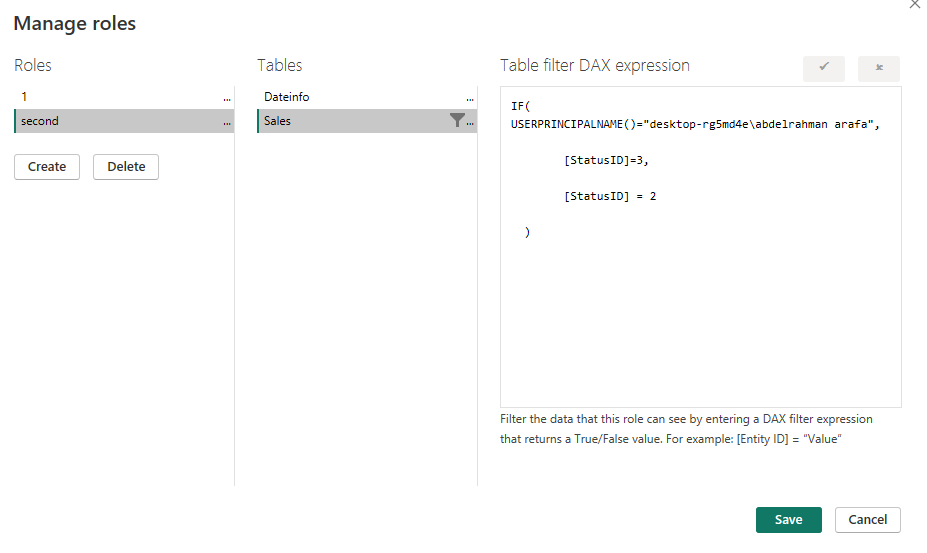 Manage roles
Roles
Tables
Table filter DAX expression
1
...
Dateinfo
...
second
...
Sales
...
IF(
USERPRINCIPALNAME()="desktop-rg5md4e\abdelrahman arafa",
[StatusID]=3,
[StatusID] = 2
)
Create
Delete
Filter the data that this role can see by entering a DAX filter expression
that returns a True/False value. For example: [Entity ID] = “Value”
Save
Cancel